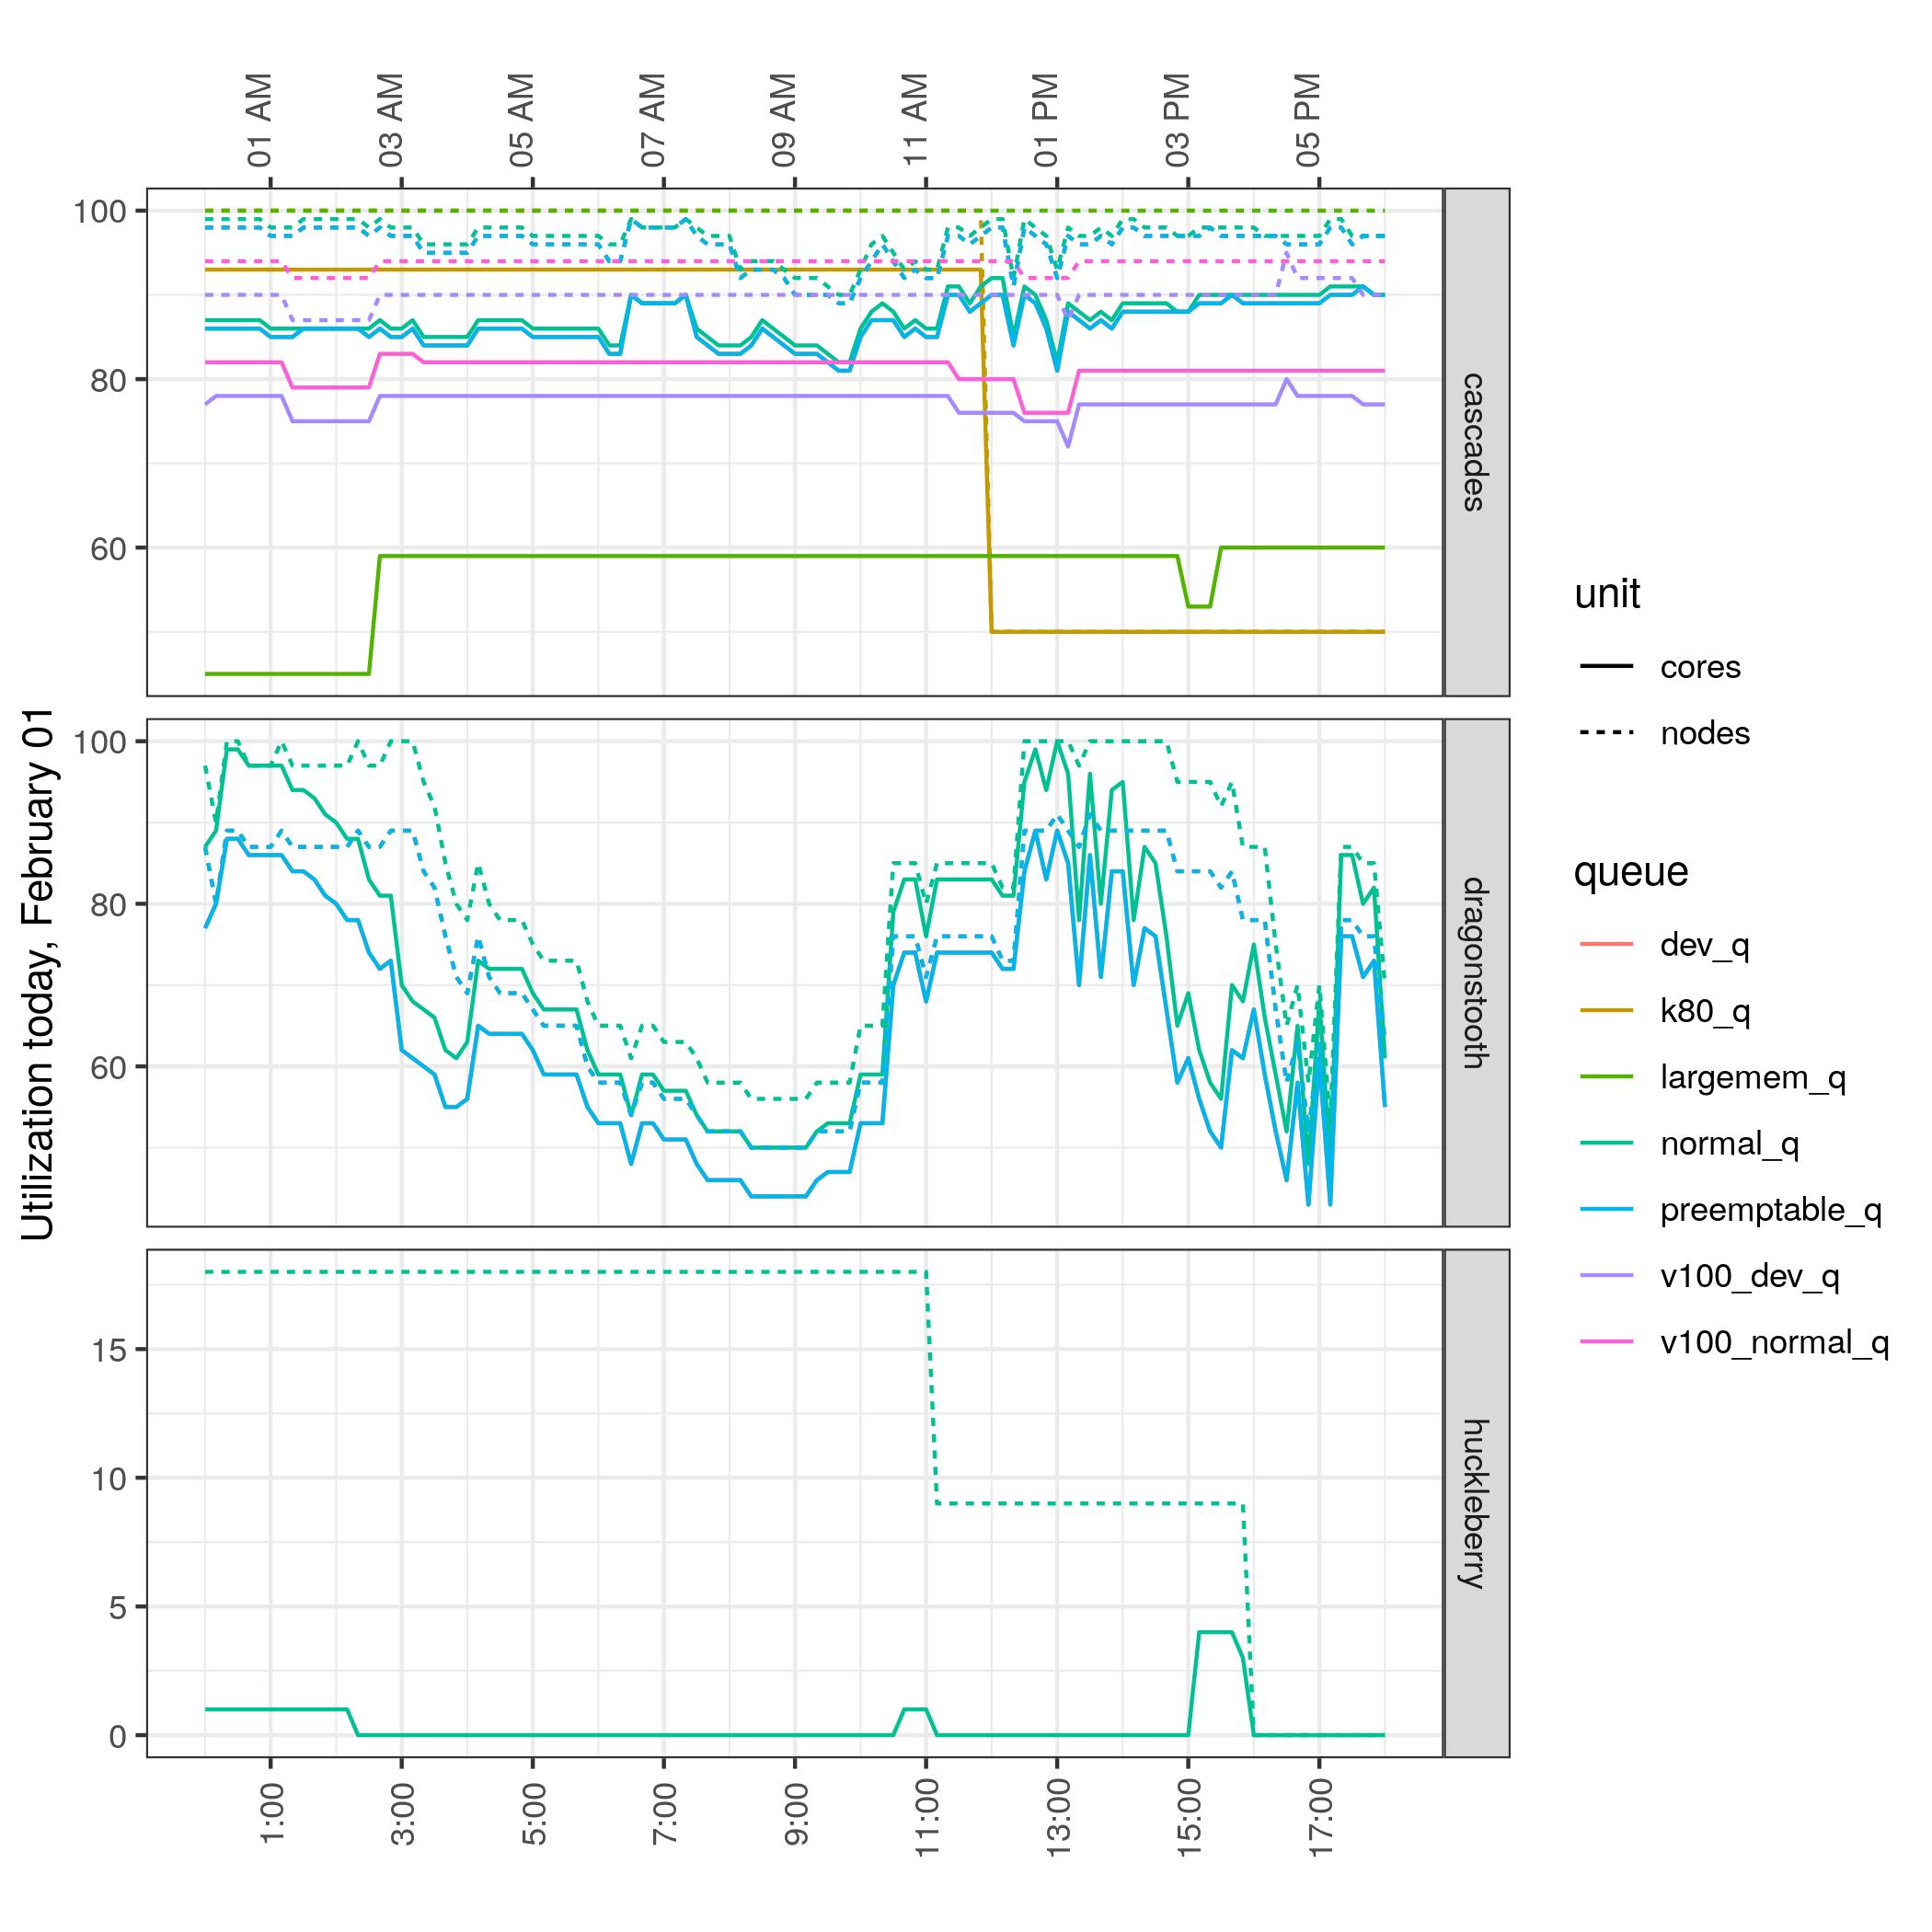 01 AM
03 AM
05 AM
07 AM
09 AM
11 AM
01 PM
03 PM
05 PM
Utilization today, February 01
100
80
60
cascades
100
80
60
dragonstooth
15
10
5
0
huckleberry
1:00
3:00
5:00
7:00
9:00
11:00
13:00
15:00
17:00
unit
cores
nodes
queue
dev_q
k80_q
largemem_q
normal_q
preemptable_q
v100_dev_q
v100_normal_q